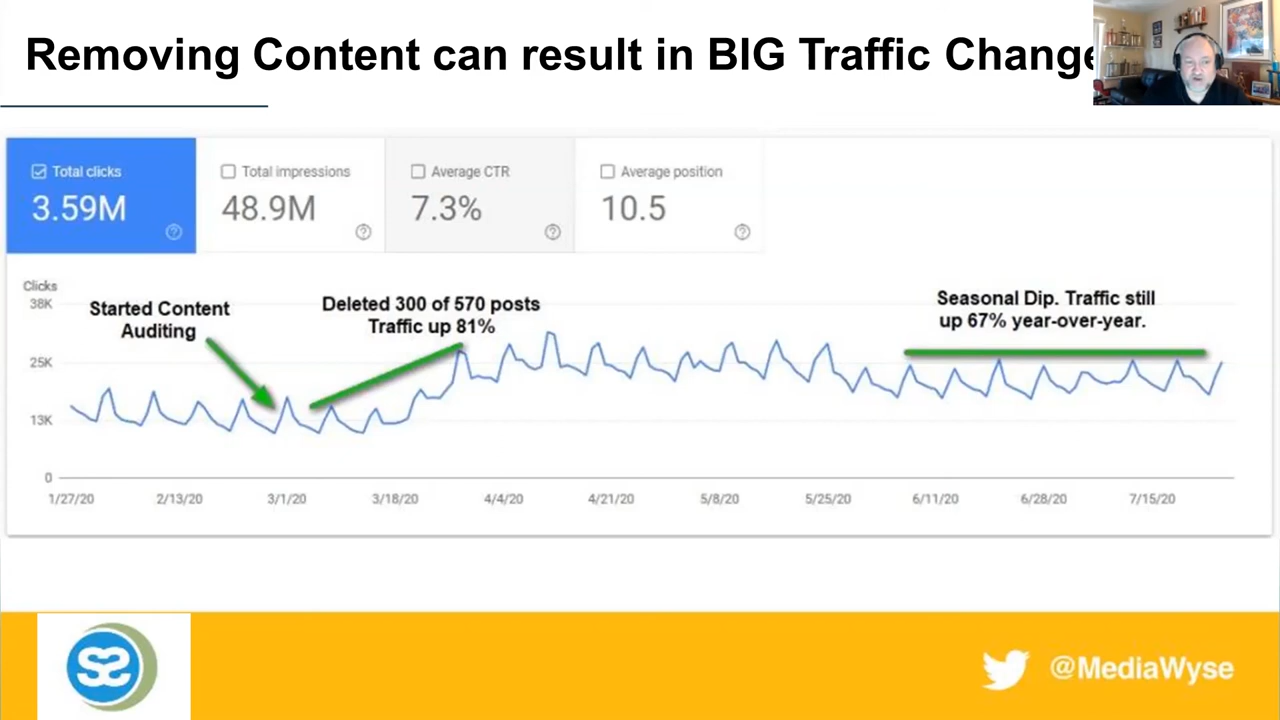 Removing Content can result in BIG Traffic Change
Total clicks
3.59M
Total impressions
48.9M
Average CTR
7.3%
Average position
10.5
Clicks
38K
25K
13K
0
Started Content
Auditing
Deleted 300 of 570 posts
Traffic up 81%
Seasonal Dip. Traffic still
up 67% year-over-year.
1/27/20 2/13/20 3/1/20 3/18/20 4/4/20 4/21/20 5/8/20 5/25/20 6/11/20 6/28/20 7/15/20
@MediaWyse